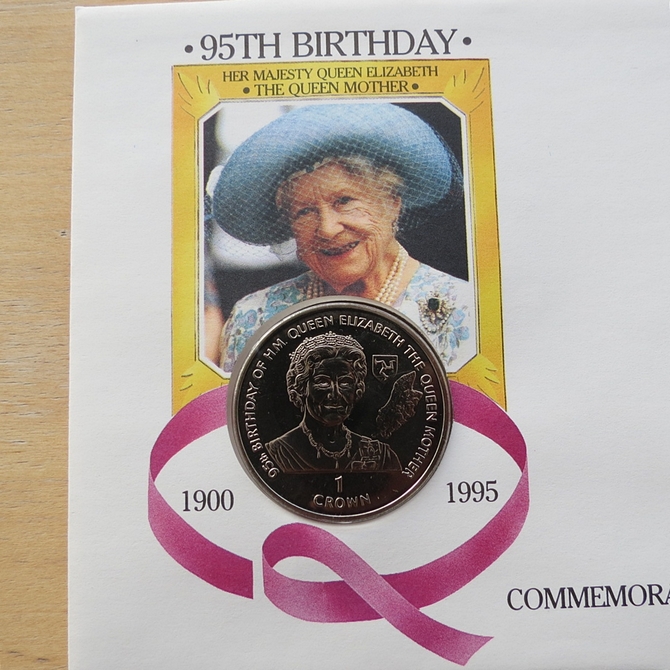 • 95TH BIRTHDAY •
HER MAJESTY QUEEN ELIZABETH
• THE QUEEN MOTHER •
95th BIRTHDAY OF H.M. QUEEN ELIZABETH THE QUEEN MOTHER
1
CROWN
1900
1995
COMMEMORA